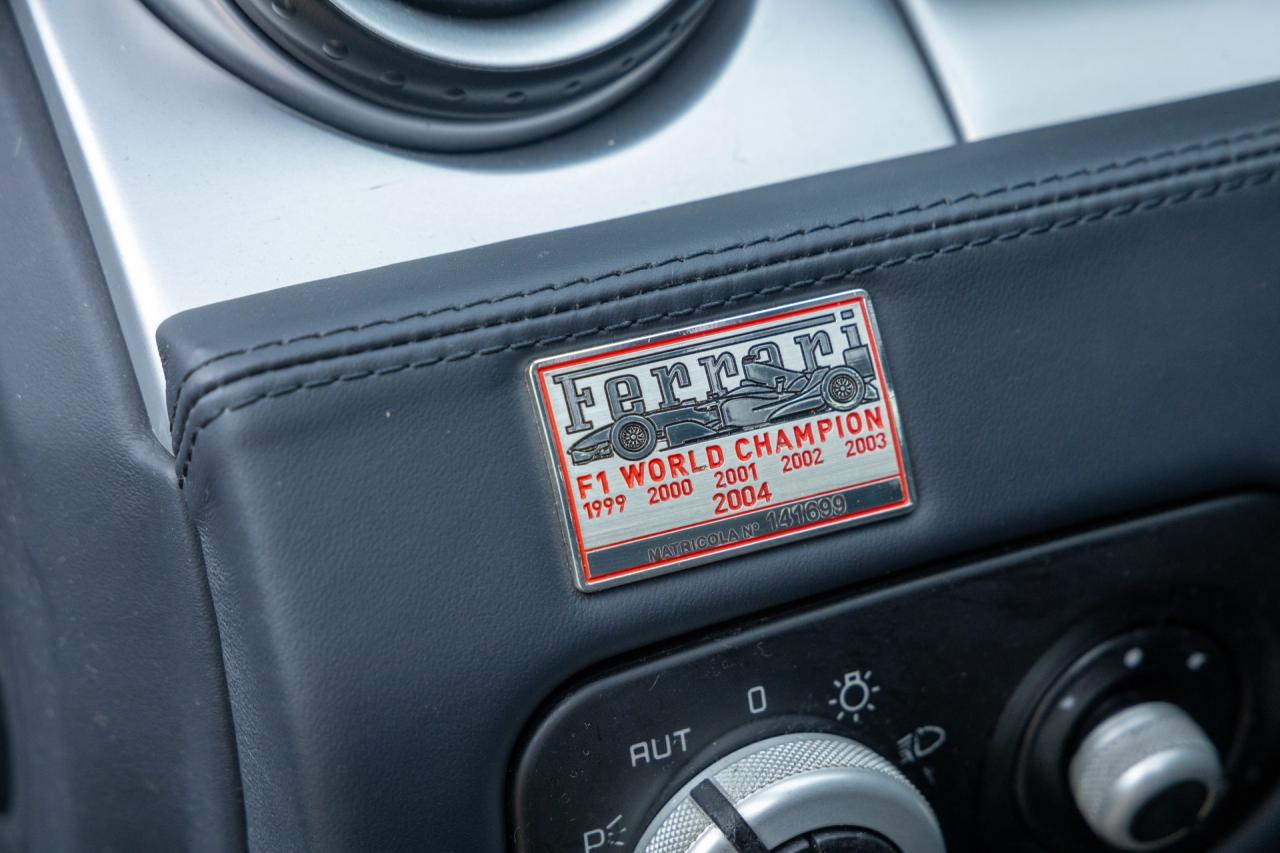 Ferrari
F1 WORLD CHAMPION
1999 2000 2001 2002 2003
2004
MATRICOLA Nº 141699
0
AUT
P